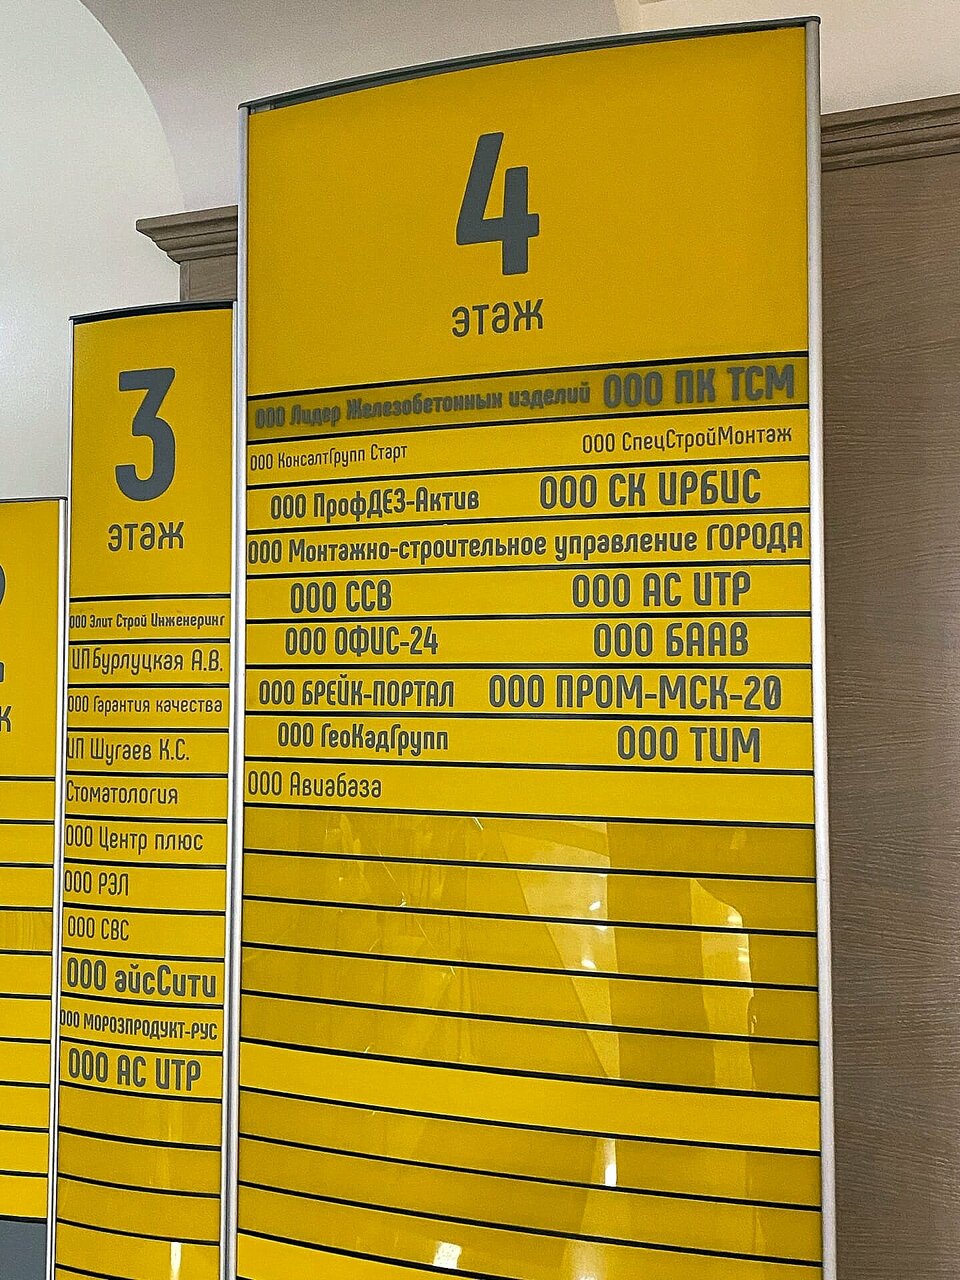 4
этаж
ООО Лидер Железобетонных изделий ООО ПК ТСМ
ООО КонсалтГрупп Старт ООО СпецСтройМонтаж
ООО ПрофДЕЗ-Актив ООО СК ИРБИС
ООО Монтажно-строительное управление ГОРОДА
ООО ССВ ООО АС ИТР
ООО ОФИС-24 ООО БААВ
ООО БРЕЙК-ПОРТАЛ ООО ПРОМ-МСК-20
ООО ГеоКадГрупп ООО ТИМ
ООО Авиабаза
3
этаж
ООО Элит Строй Инженеринг
ИП Бурлуцкая А.В.
ООО Гарантия качества
ИП Шугаев К.С.
Стоматология
ООО Центр плюс
ООО РЭЛ
ООО СВС
ООО айсСити
ООО МОРОЗПРОДУКТ-РУС
ООО АС ИТР